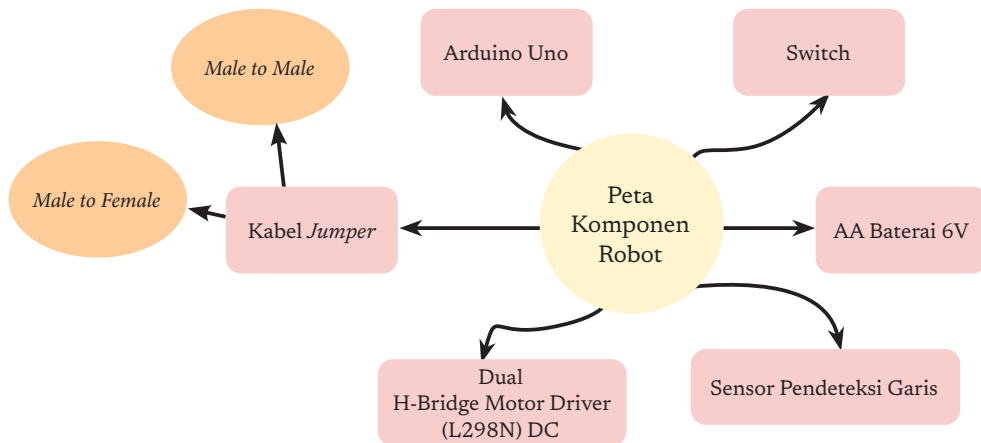 Male to Male
Arduino Uno
Switch
Male to Female
Kabel Jumper
Peta
Komponen
Robot
AA Baterai 6V
Dual
H-Bridge Motor Driver
(L298N) DC
Sensor Pendeteksi Garis